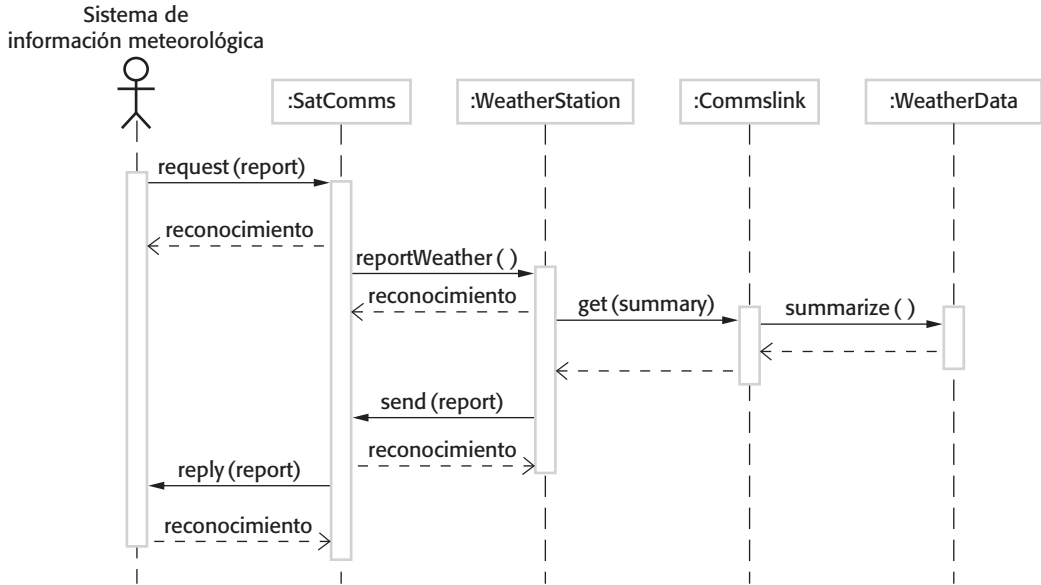 Sistema de
información meteorológica
:SatComms
:WeatherStation
:Commslink
:WeatherData
request (report)
reconocimiento
reportWeather ( )
reconocimiento
get (summary)
summarize ( )
send (report)
reconocimiento
reply (report)
reconocimiento